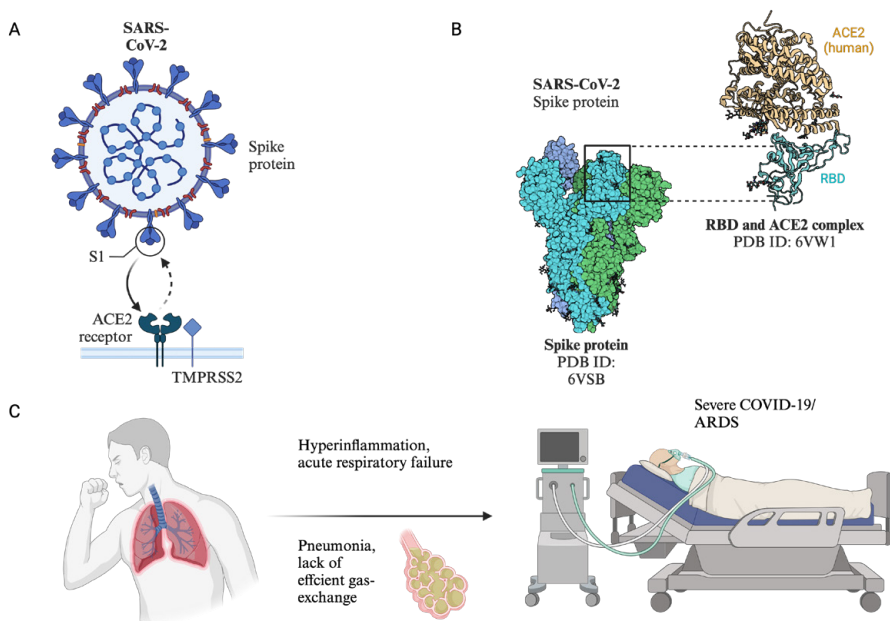 A
SARS-
CoV-2
Spike
protein
S1
ACE2
receptor
TMPRSS2
B
SARS-CoV-2
Spike protein
ACE2
(human)
RBD
RBD and ACE2 complex
PDB ID: 6VW1
Spike protein
PDB ID:
6VSB
C
Hyperinflammation,
acute respiratory failure
Pneumonia,
lack of
effcient gas-
exchange
Severe COVID-19/
ARDS